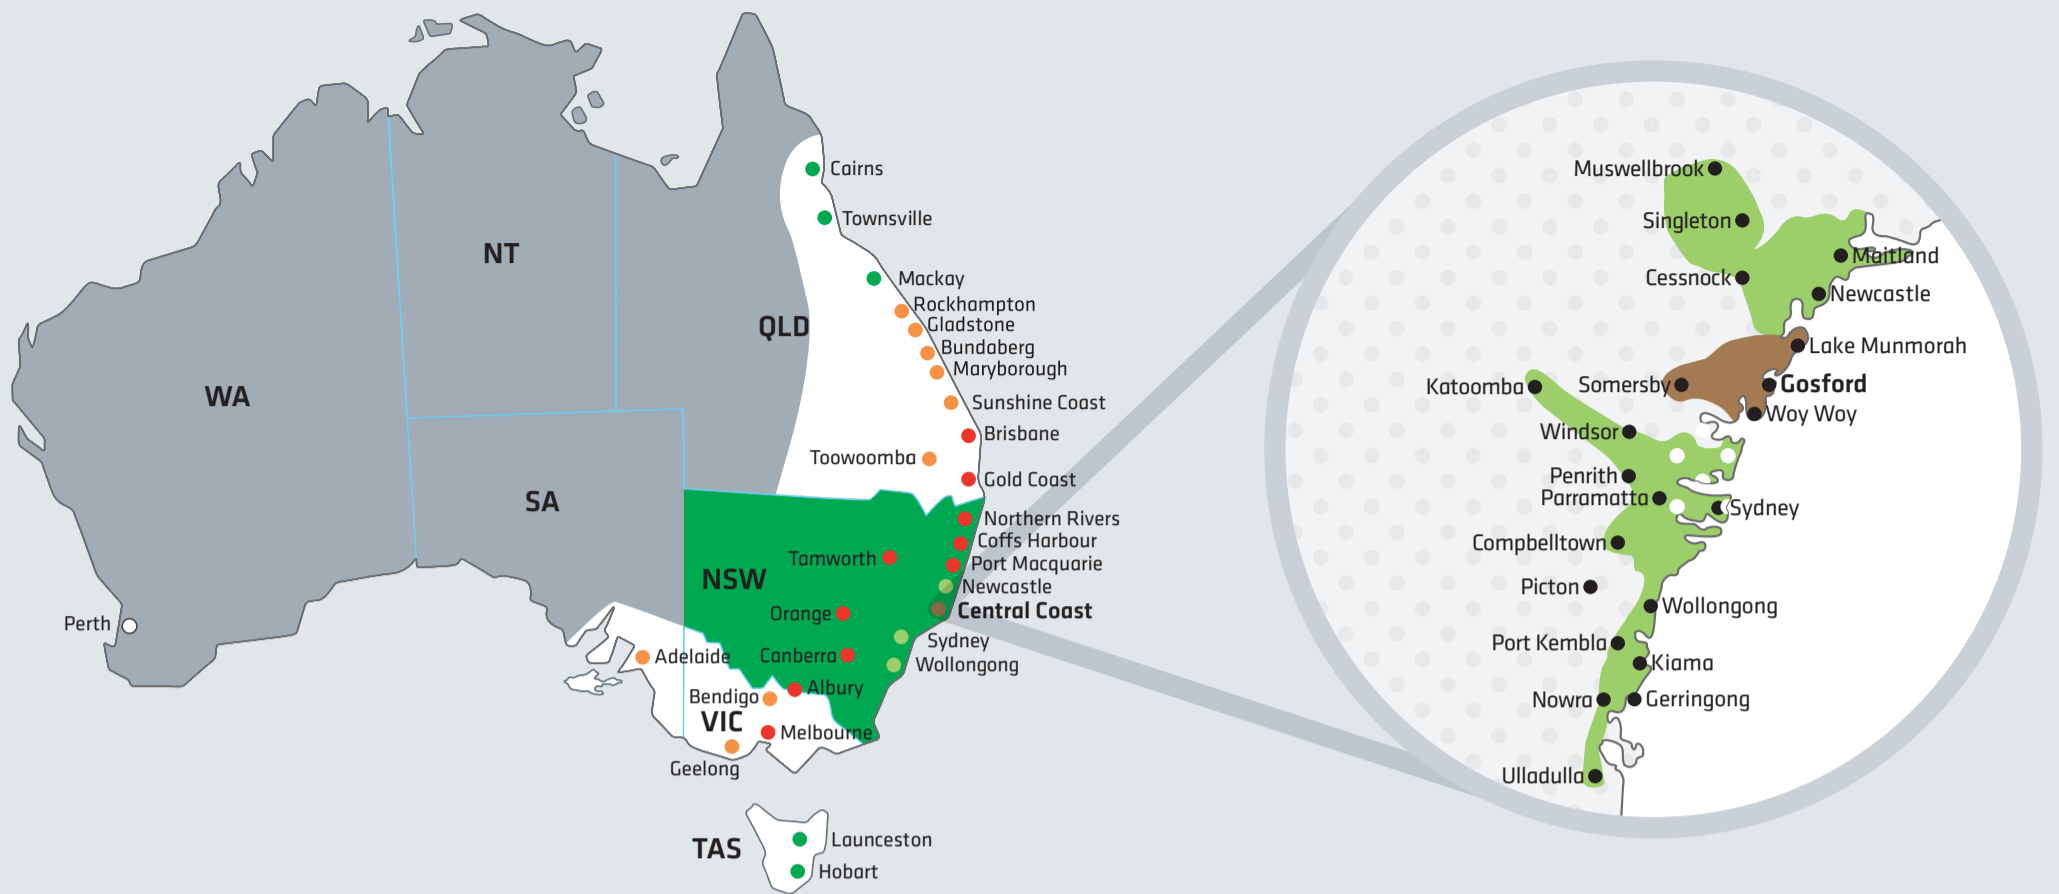 Cairns
Townsville
NT
Mackay
Rockhampton
Gladstone
QLD
Bundaberg
Maryborough
WA
Sunshine Coast
Brisbane
Toowoomba
Gold Coast
SA
Northern Rivers
Coffs Harbour
Tamworth
Port Macquarie
NSW
Newcastle
Central Coast
Orange
Perth
Sydney
Adelaide
Canberra
Wollongong
Albury
Bendigo
VIC
Melbourne
Geelong
Launceston
TAS
Hobart
Muswellbrook
Singleton
Maitland
Cessnock
Newcastle
Lake Munmorah
Katoomba
Somersby
Gosford
Woy Woy
Windsor
Penrith
Parramatta
Sydney
Compbelltown
Picton
Wollongong
Port Kembla
Kiama
Nowra
Gerringong
Ulladulla